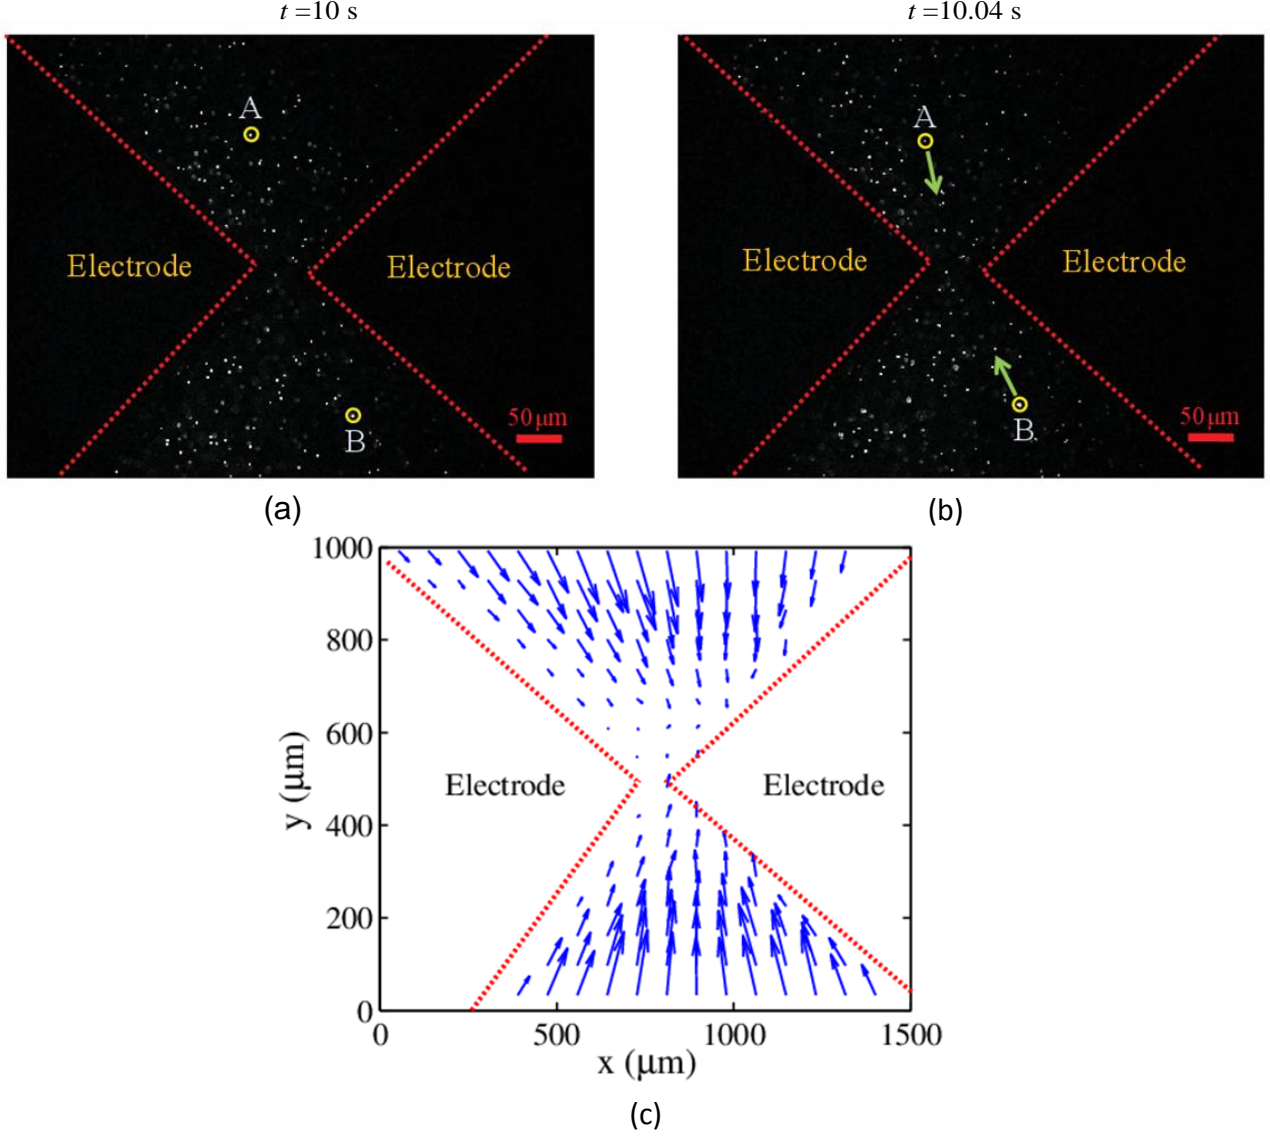 t =10 s
t =10.04 s
A
Electrode
Electrode
50 μm
B
(a)
A
Electrode
Electrode
50 μm
B
(b)
1000
800
600
400
200
0
y (μm)
Electrode
Electrode
0
500
1000
1500
x (μm)
(c)